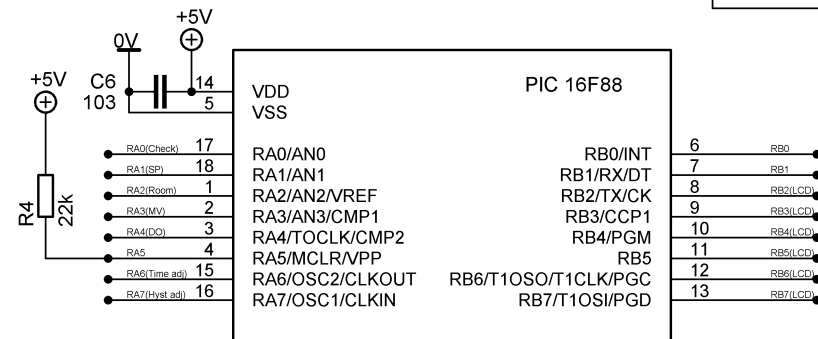 +5V
0V
+5V
C6
103
14
VDD
5
VSS
PIC 16F88
R4
22k
RA0(Check) 17 RA0/AN0
RA1(SP) 18 RA1/AN1
RA2(Room) 1 RA2/AN2/VREF
RA3(MV) 2 RA3/AN3/CMP1
RA4(DO) 3 RA4/TOCLK/CMP2
RA5 4 RA5/MCLR/VPP
RA6(Time adj) 15 RA6/OSC2/CLKOUT
RA7(Hyst adj) 16 RA7/OSC1/CLKIN
RB0/INT 6 RB0
RB1/RX/DT 7 RB1
RB2/TX/CK 8 RB2(LCD)
RB3/CCP1 9 RB3(LCD)
RB4/PGM 10 RB4(LCD)
RB5 11 RB5(LCD)
RB6/T1OSO/T1CLK/PGC 12 RB6(LCD)
RB7/T1OSI/PGD 13 RB7(LCD)